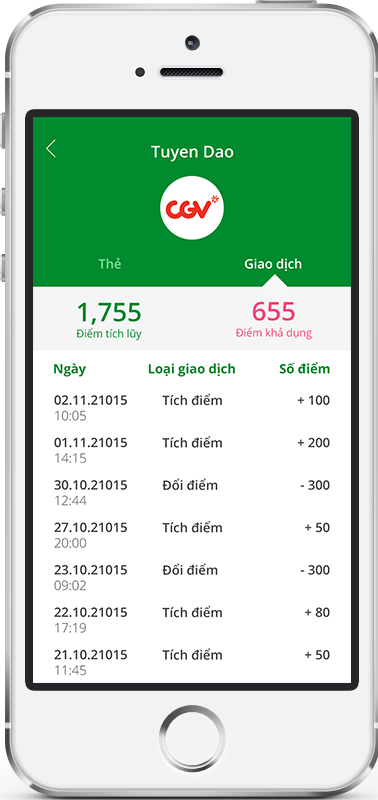 Tuyen Dao
CGV
Thẻ
Giao dịch
1,755
655
Điểm tích lũy
Điểm khả dụng
Ngày Loại giao dịch Số điểm
02.11.21015 Tích điểm + 100
10:05
01.11.21015 Tích điểm + 200
14:15
30.10.21015 Đổi điểm - 300
12:44
27.10.21015 Tích điểm + 50
20:00
23.10.21015 Đổi điểm - 300
09:02
22.10.21015 Tích điểm + 80
17:19
21.10.21015 Tích điểm + 50
11:45